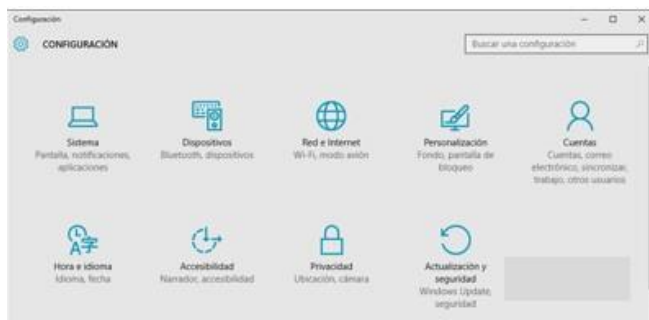 Configuración
CONFIGURACIÓN
Buscar una configuración
Sistema
Pantalla, notificaciones,
aplicaciones
Dispositivos
Bluetooth, dispositivos
Red e Internet
Wi-Fi, modo avión
Personalización
Fondo, pantalla de
bloqueo
Cuentas
Cuentas, correo
electrónico, sincronizar,
trabajo, otros usuarios
Hora e idioma
Idioma, fecha
Accesibilidad
Narrador, accesibilidad
Privacidad
Ubicación, cámara
Actualización y
seguridad
Windows Update,
seguridad